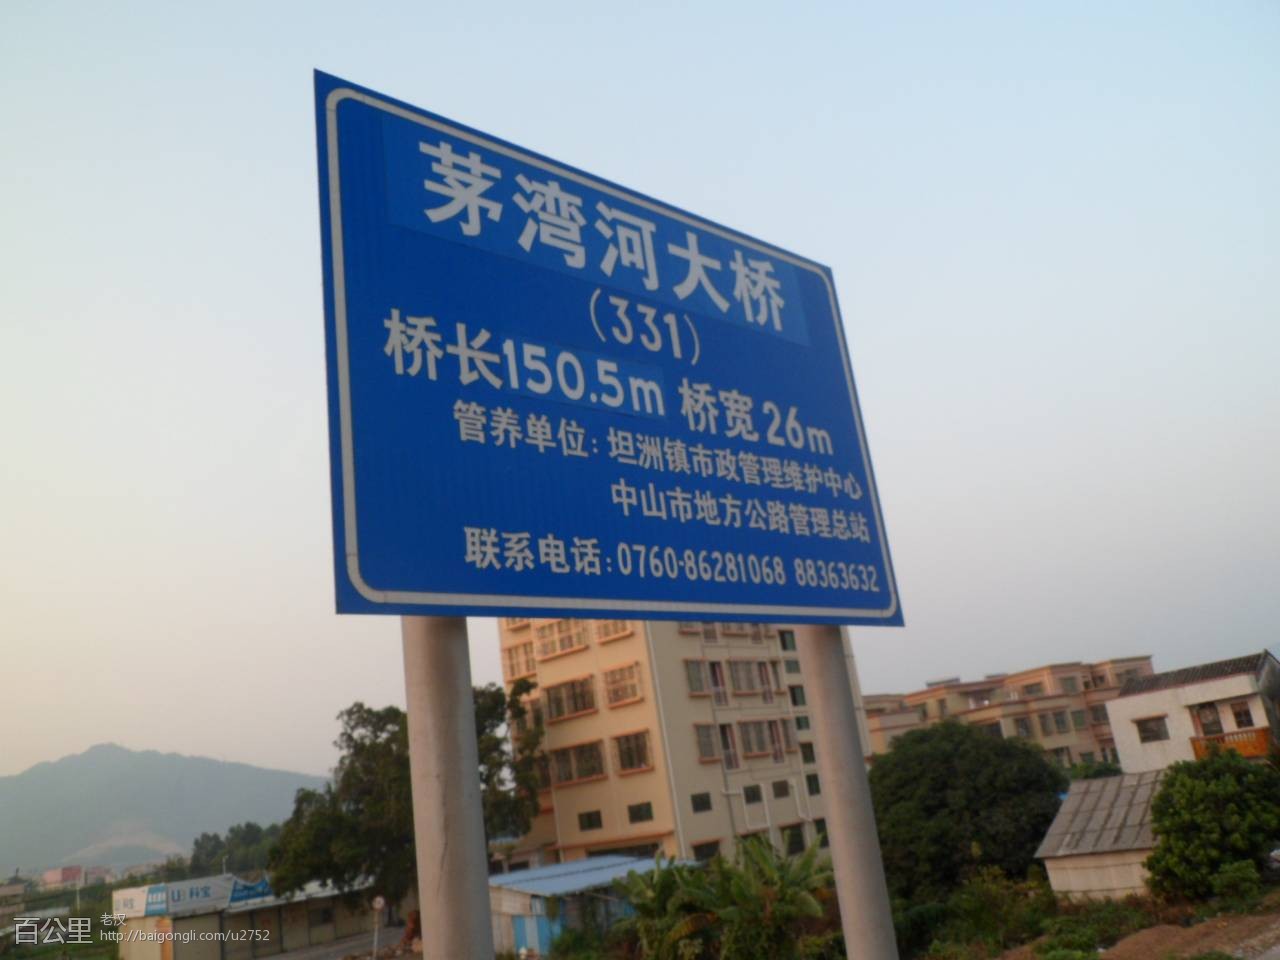 茅湾河大桥
(331)
桥长150.5m 桥宽26m
管养单位:坦洲镇市政管理维护中心
中山市地方公路管理总站
联系电话:0760-86281068 88363632
科宝
百公里 老汉
http://baigongli.com/u2752